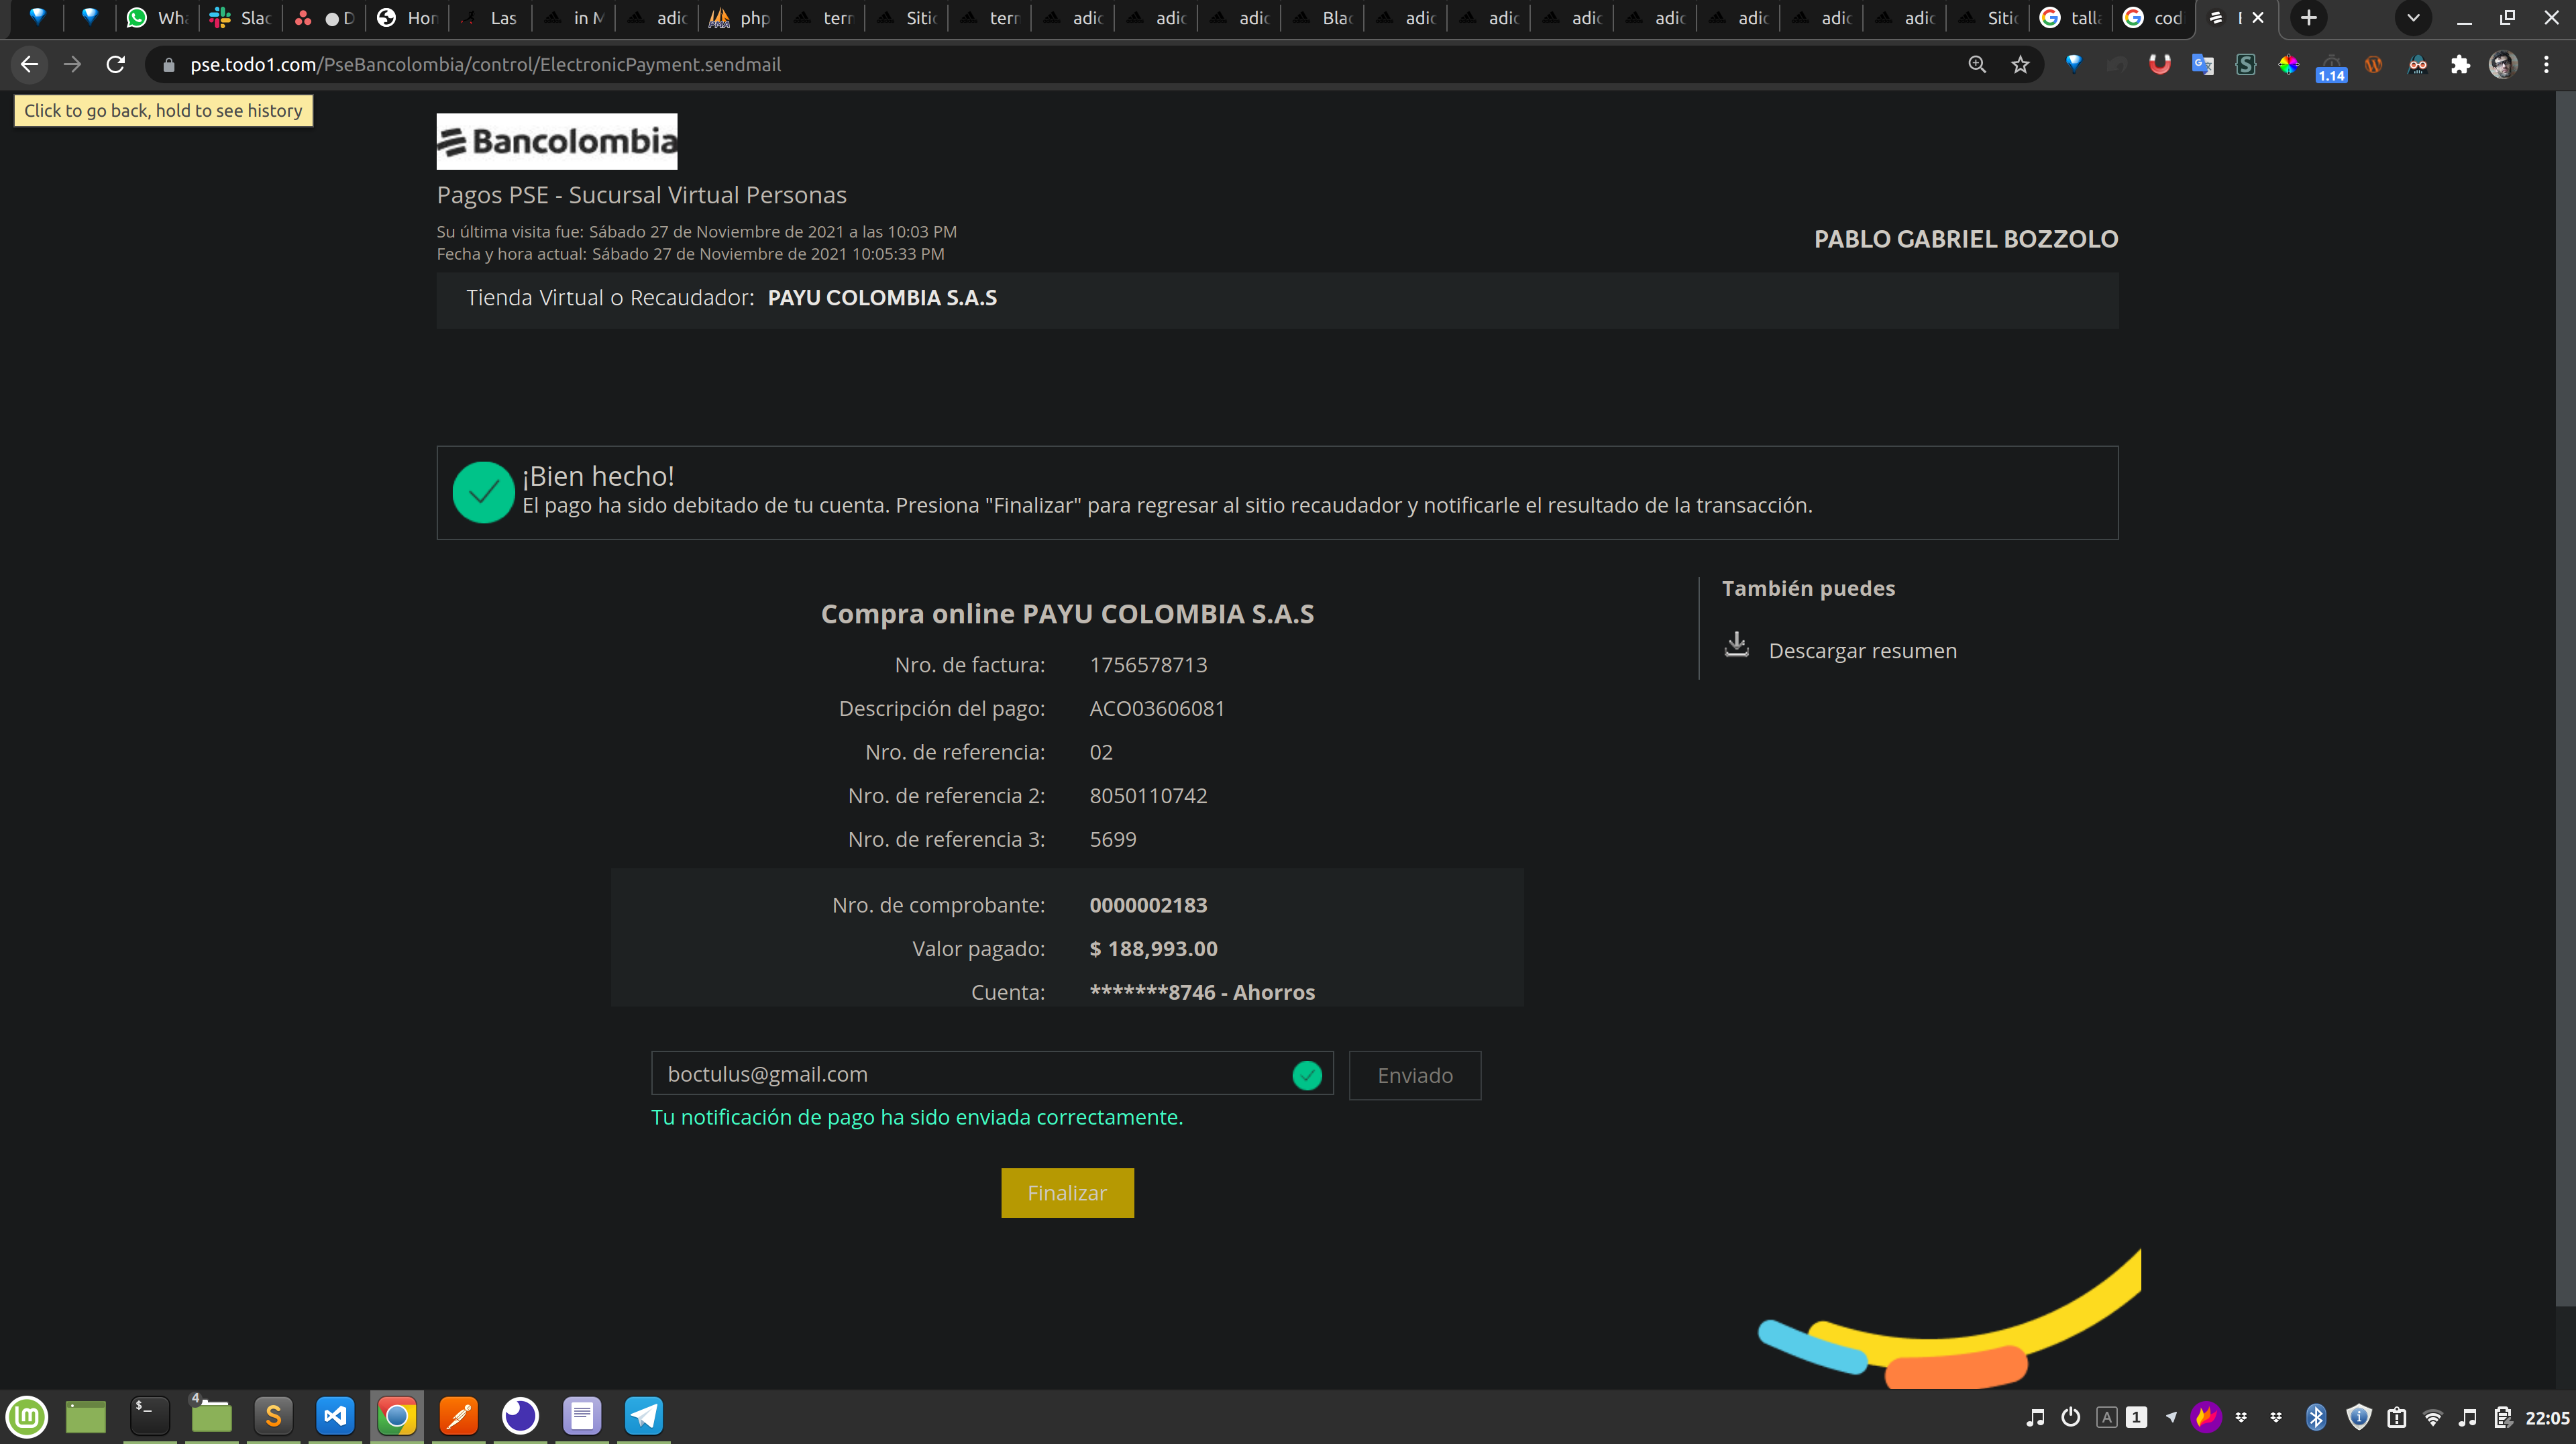 Wha
Slac
D
Hon
Las
in M
adic
php
terr
Sitic
terr
adic
adic
adic
Blac
adic
adic
adic
adic
adic
adic
adic
Sitic
talla
cod
pse.todo1.com/PseBancolombia/control/ElectronicPayment.sendmail
1.14
Click to go back, hold to see history
Bancolombia
Pagos PSE - Sucursal Virtual Personas
Su última visita fue: Sábado 27 de Noviembre de 2021 a las 10:03 PM
Fecha y hora actual: Sábado 27 de Noviembre de 2021 10:05:33 PM
PABLO GABRIEL BOZZOLO
Tienda Virtual o Recaudador: PAYU COLOMBIA S.A.S
¡Bien hecho!
El pago ha sido debitado de tu cuenta. Presiona "Finalizar" para regresar al sitio recaudador y notificarle el resultado de la transacción.
Compra online PAYU COLOMBIA S.A.S
Nro. de factura: 1756578713
Descripción del pago: ACO03606081
Nro. de referencia: 02
Nro. de referencia 2: 8050110742
Nro. de referencia 3: 5699
Nro. de comprobante: 0000002183
Valor pagado: $ 188,993.00
Cuenta: *******8746 - Ahorros
También puedes
Descargar resumen
boctulus@gmail.com
Enviado
Tu notificación de pago ha sido enviada correctamente.
Finalizar
4
A 1
22:05